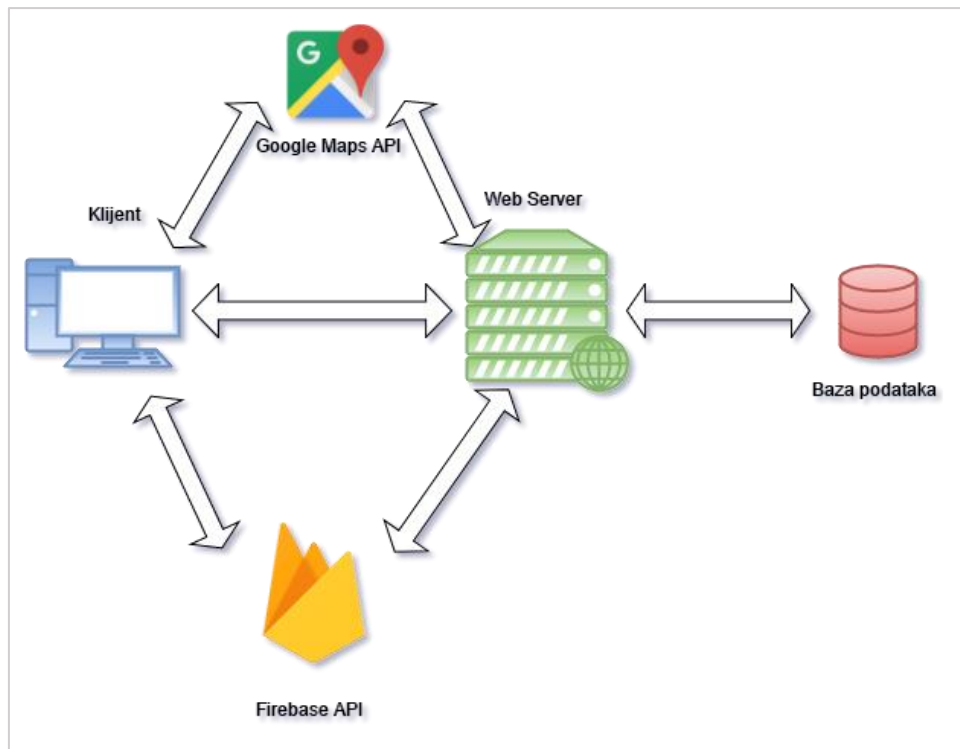 G
Google Maps API
Klijent
Web Server
Baza podataka
Firebase API